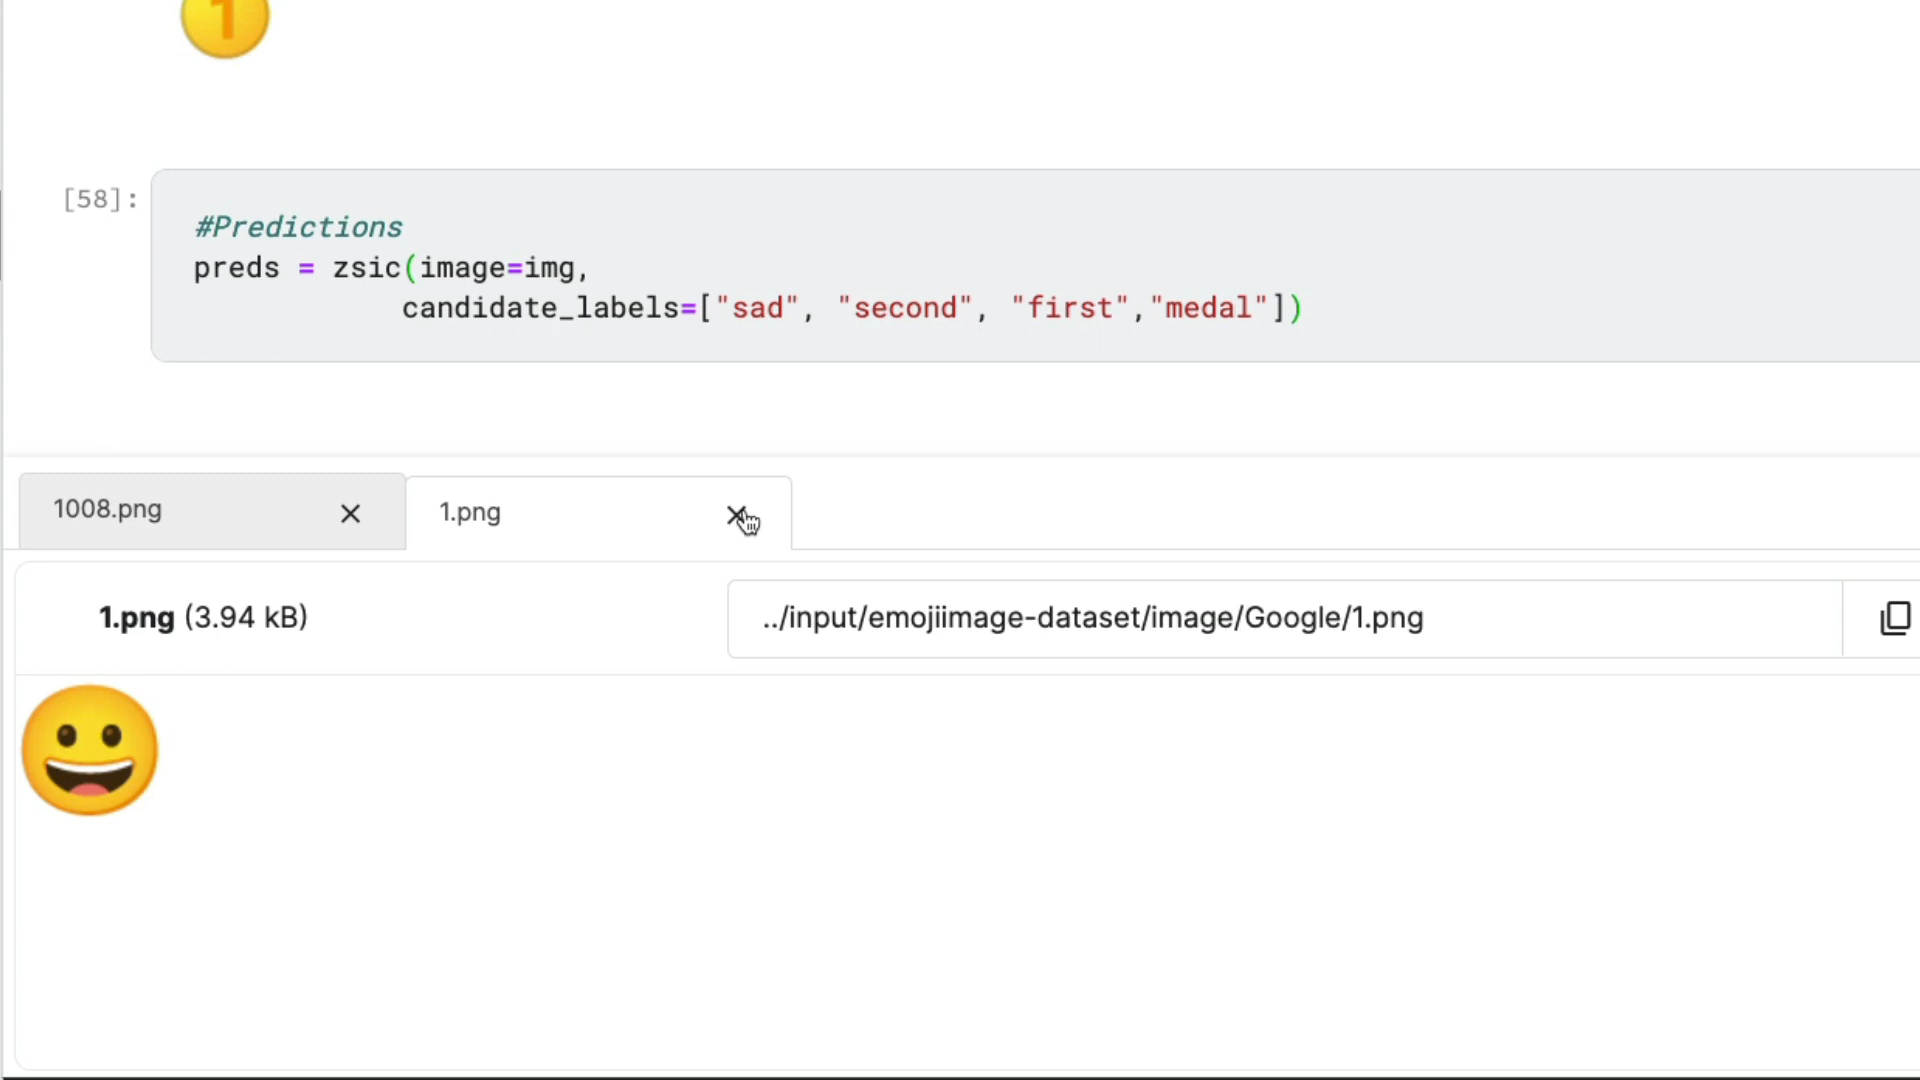 1
[58]:
#Predictions
preds = zsic(image=img,
candidate_labels=["sad", "second", "first","medal"])
1008.png
1.png
1.png (3.94 kB)
../input/emojiimage-dataset/image/Google/1.png